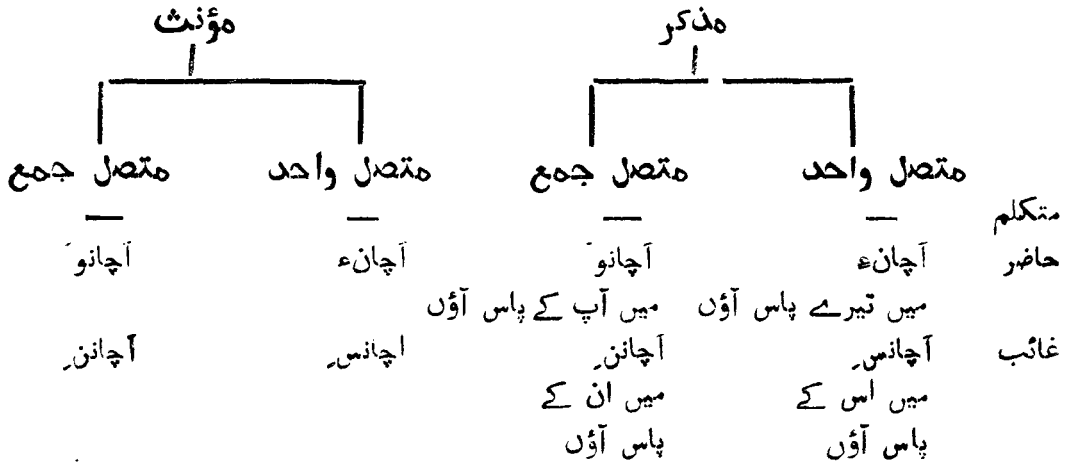 مذکر مؤنث
متصل واحد متصل جمع متصل واحد متصل جمع
متکلم — — — —
حاضر آچانءِ آچانوَ آچانء آچانوَ
میں تیرے پاس آؤں میں آپ کے پاس آؤں
غائب آچانسِ آچاننِ اچانسِ آچاننِ
میں اس کے میں ان کے
پاس آؤں پاس آؤں